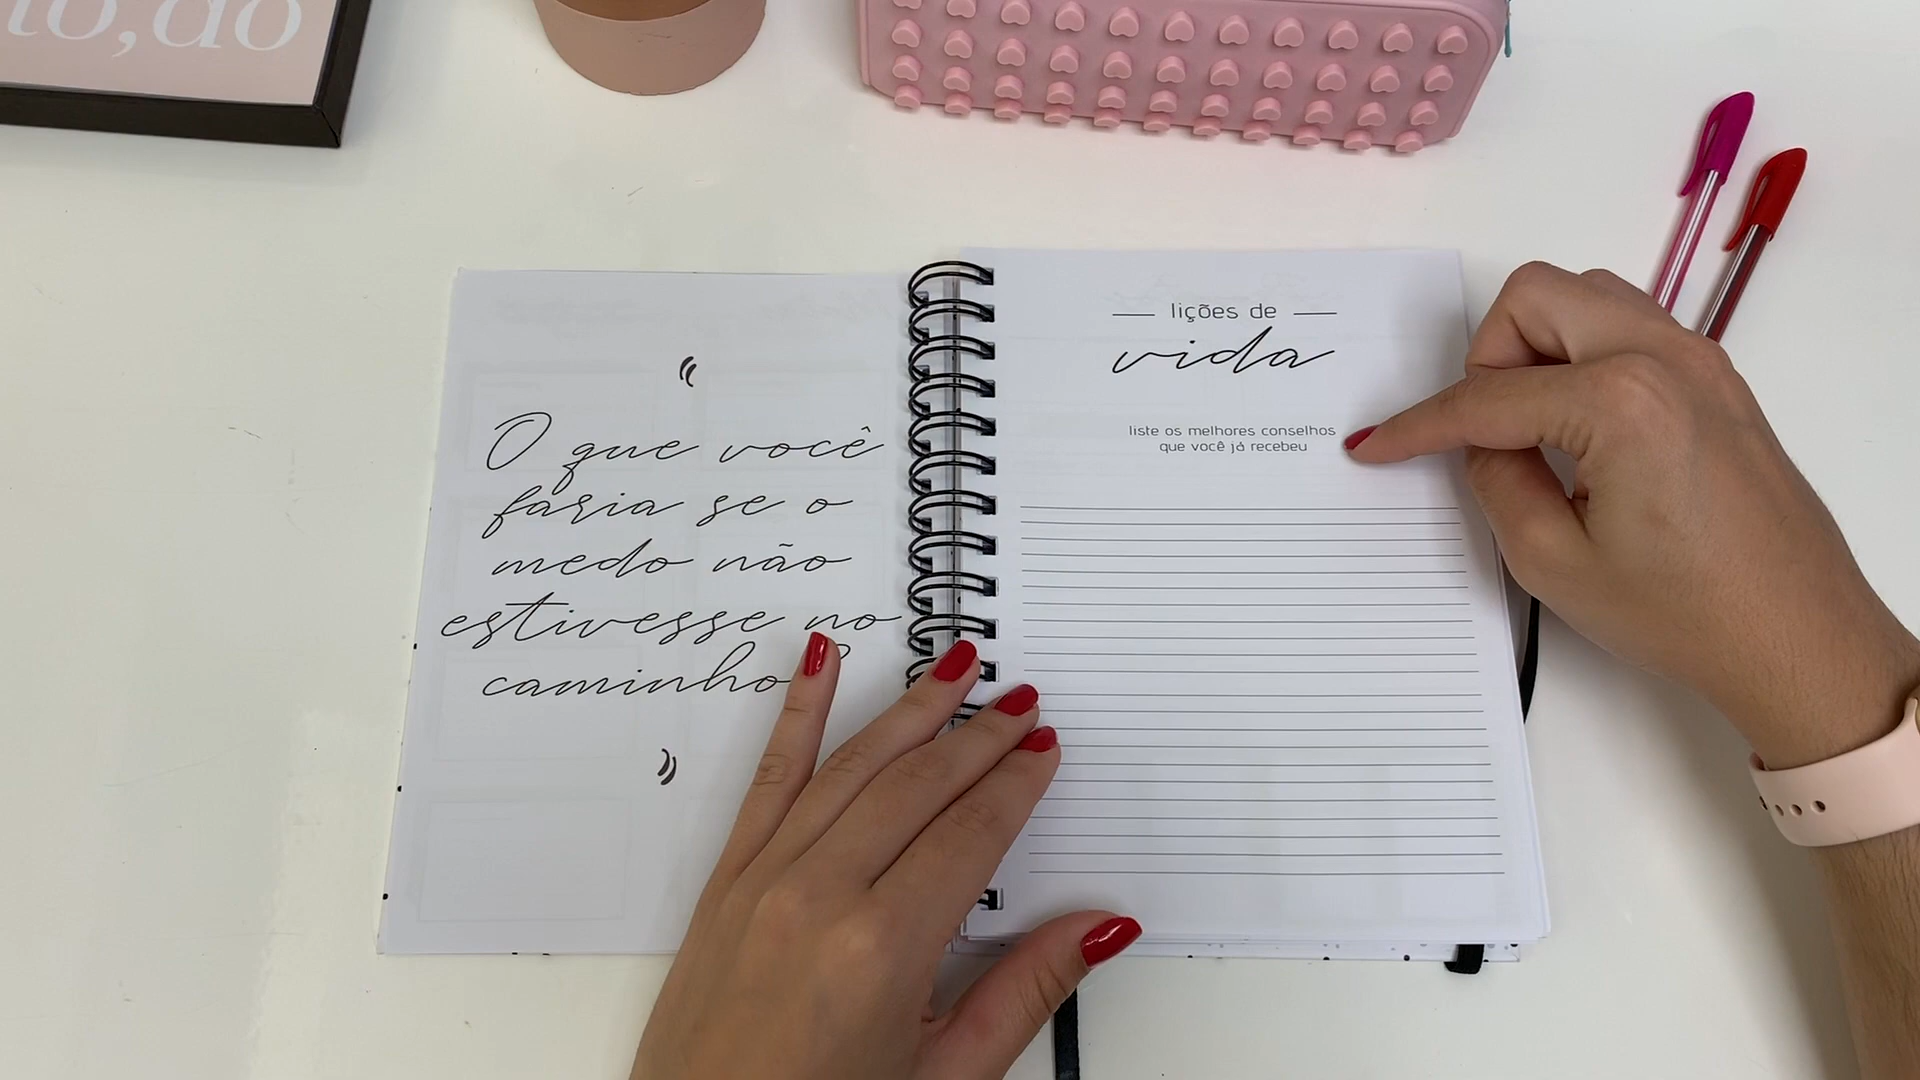 to,do
“
O que você
faria se o
medo não
estivesse no
caminho?
”
lições de
vida
liste os melhores conselhos
que você já recebeu